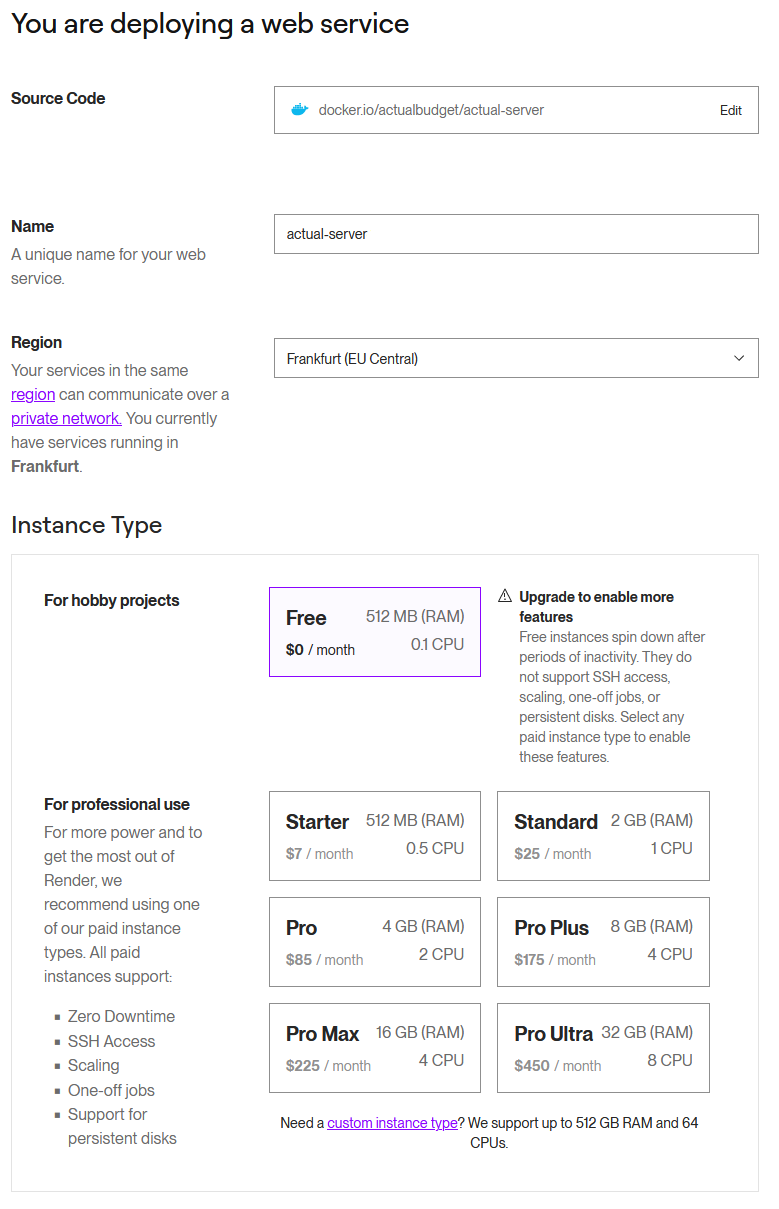 You are deploying a web service
Source Code
docker.io/actualbudget/actual-server
Edit
Name
A unique name for your web
service.
actual-server
Region
Your services in the same
region can communicate over a
private network. You currently
have services running in
Frankfurt.
Frankfurt (EU Central)
Instance Type
For hobby projects
Free 512 MB (RAM)
$0 / month 0.1 CPU
Upgrade to enable more
features
Free instances spin down after
periods of inactivity. They do
not support SSH access,
scaling, one-off jobs, or
persistent disks. Select any
paid instance type to enable
these features.
For professional use
For more power and to
get the most out of
Render, we
recommend using one
of our paid instance
types. All paid
instances support:
▪ Zero Downtime
▪ SSH Access
▪ Scaling
▪ One-off jobs
▪ Support for
persistent disks
Starter 512 MB (RAM)
$7 / month 0.5 CPU
Standard 2 GB (RAM)
$25 / month 1 CPU
Pro 4 GB (RAM)
$85 / month 2 CPU
Pro Plus 8 GB (RAM)
$175 / month 4 CPU
Pro Max 16 GB (RAM)
$225 / month 4 CPU
Pro Ultra 32 GB (RAM)
$450 / month 8 CPU
Need a custom instance type? We support up to 512 GB RAM and 64
CPUs.